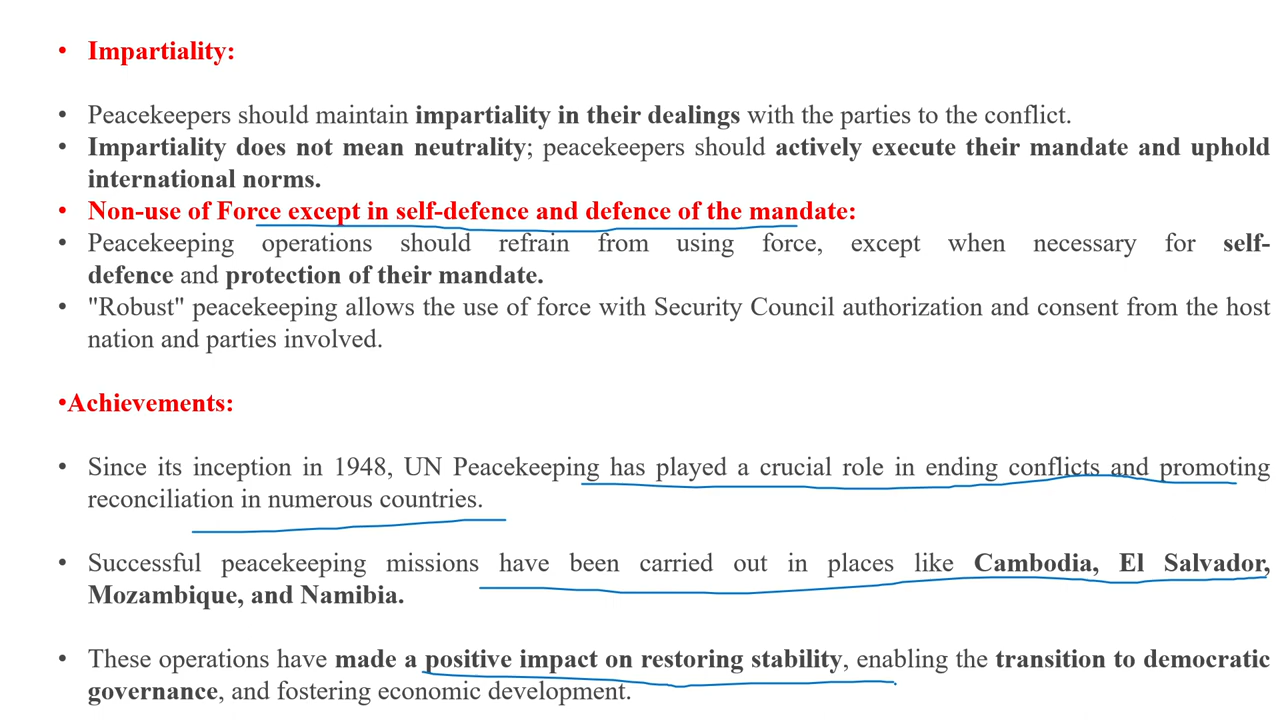 • Impartiality:
• Peacekeepers should maintain impartiality in their dealings with the parties to the conflict.
• Impartiality does not mean neutrality; peacekeepers should actively execute their mandate and uphold
international norms.
• Non-use of Force except in self-defence and defence of the mandate:
• Peacekeeping operations should refrain from using force, except when necessary for self-
defence and protection of their mandate.
• "Robust" peacekeeping allows the use of force with Security Council authorization and consent from the host
nation and parties involved.
•Achievements:
• Since its inception in 1948, UN Peacekeeping has played a crucial role in ending conflicts and promoting
reconciliation in numerous countries.
• Successful peacekeeping missions have been carried out in places like Cambodia, El Salvador,
Mozambique, and Namibia.
• These operations have made a positive impact on restoring stability, enabling the transition to democratic
governance, and fostering economic development.